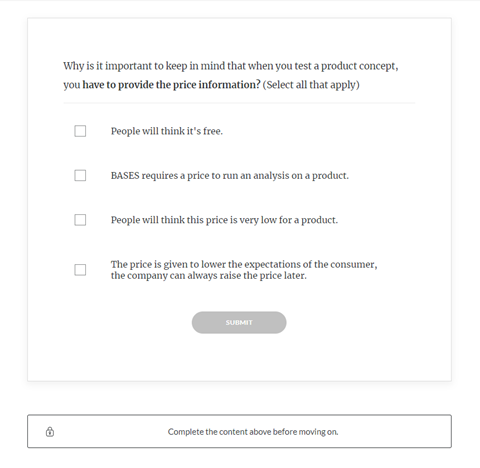 Why is it important to keep in mind that when you test a product concept,
you have to provide the price information? (Select all that apply)
People will think it's free.
BASES requires a price to run an analysis on a product.
People will think this price is very low for a product.
The price is given to lower the expectations of the consumer,
the company can always raise the price later.
SUBMIT
Complete the content above before moving on.